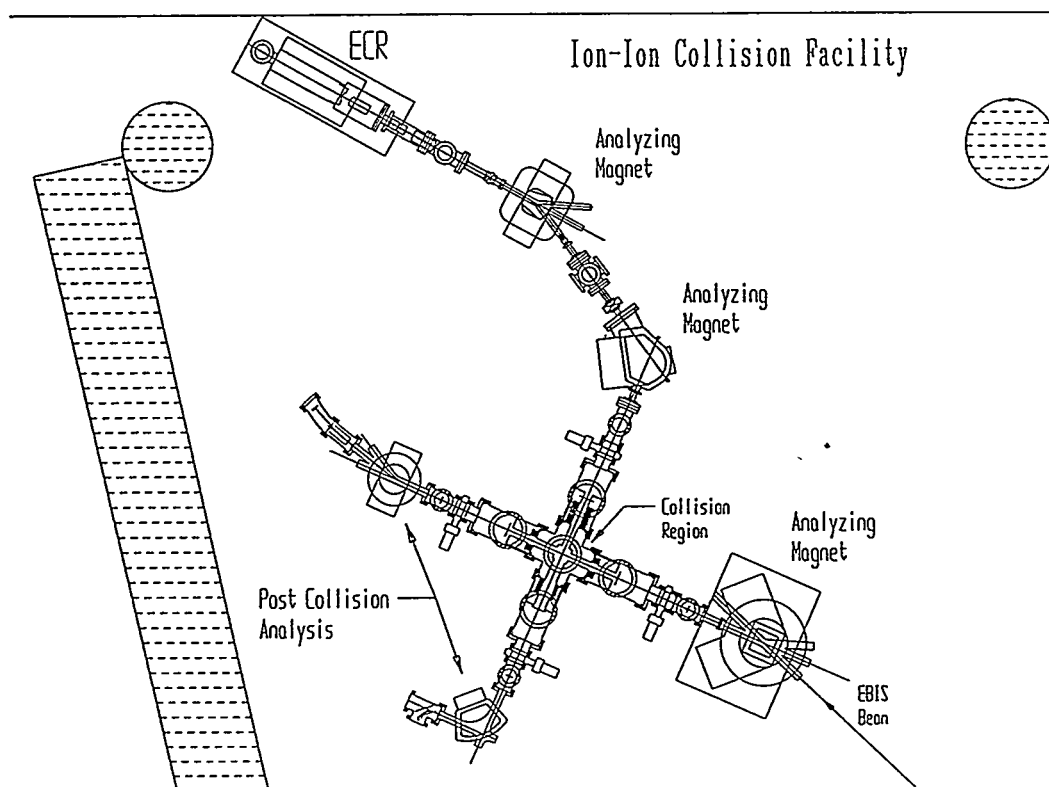 ECR
Ion-Ion Collision Facility
Analyzing
Magnet
Analyzing
Magnet
Collision
Region
Analyzing
Magnet
Post Collision
Analysis
EBIS
Beam